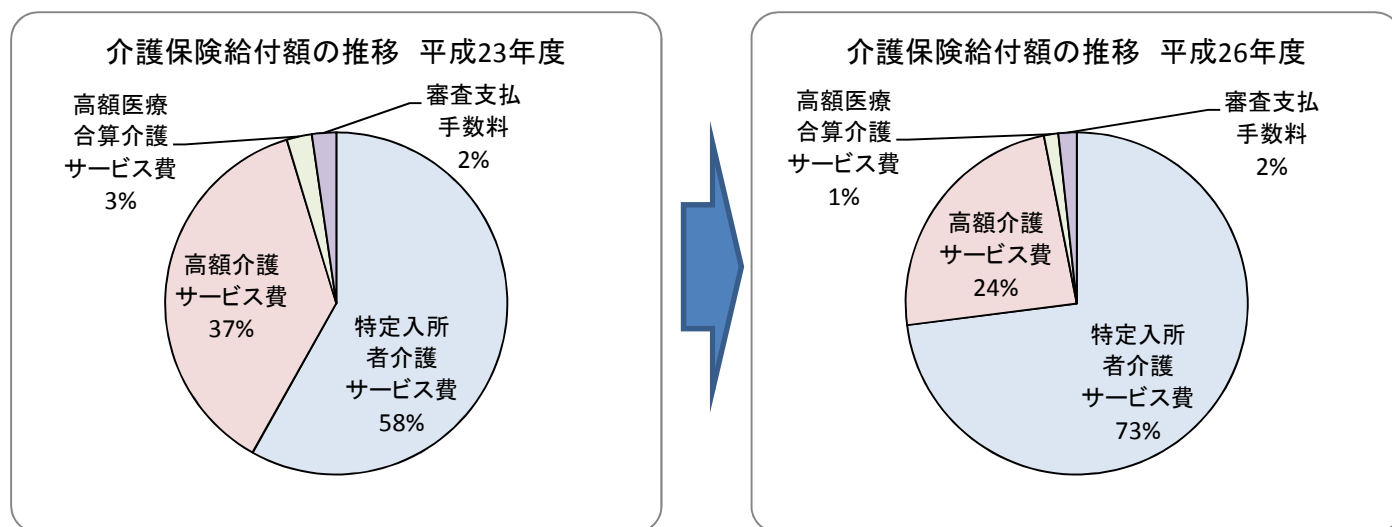 介護保険給付額の推移　平成23年度
高額医療
合算介護
サービス費
3%
審査支払
手数料
2%
高額介護
サービス費
37%
特定入所
者介護
サービス費
58%
介護保険給付額の推移　平成26年度
高額医療
合算介護
サービス費
1%
審査支払
手数料
2%
高額介護
サービス費
24%
特定入所
者介護
サービス費
73%